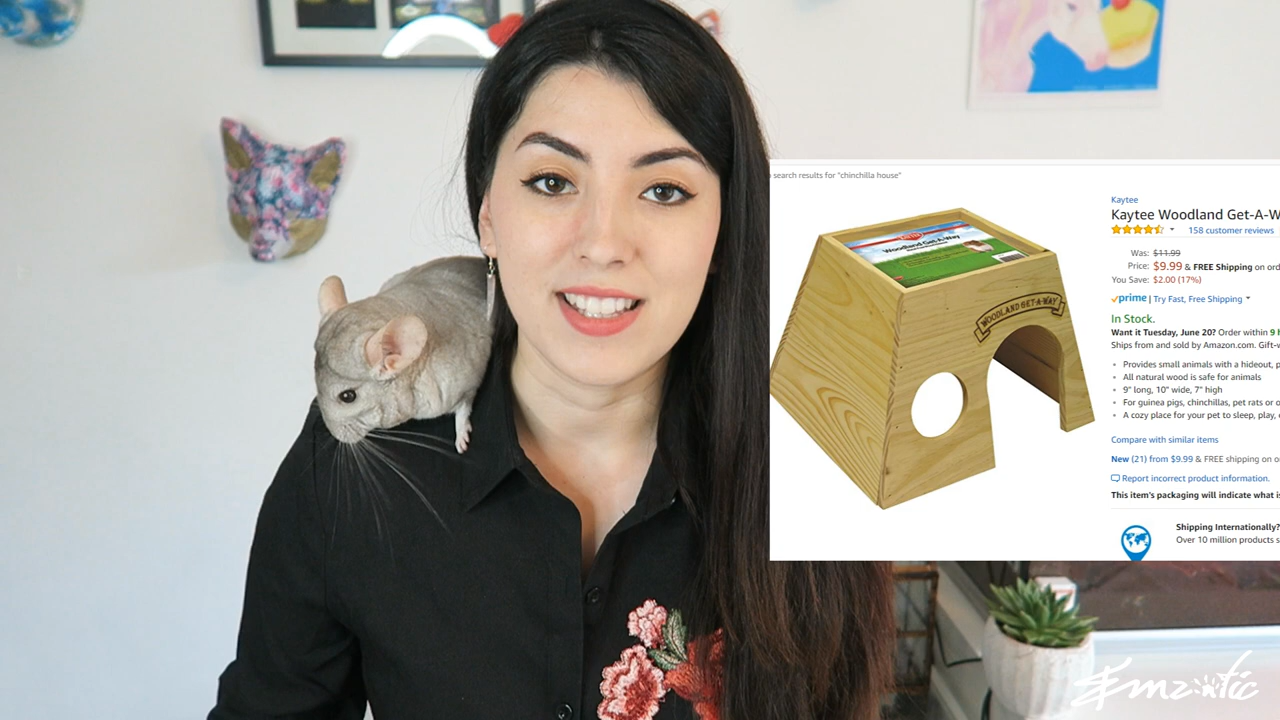 search results for "chinchilla house"
Kaytee
Kaytee Woodland Get-A-W
158 customer reviews
Was: $11.99
Price: $9.99 & FREE Shipping on ord
You Save: $2.00 (17%)
prime | Try Fast, Free Shipping
In Stock.
Want it Tuesday, June 20? Order within 9 h
Ships from and sold by Amazon.com. Gift-w
Provides small animals with a hideout, p
All natural wood is safe for animals
9" long, 10" wide, 7" high
For guinea pigs, chinchillas, pet rats or o
A cozy place for your pet to sleep, play,
Compare with similar items
New (21) from $9.99 & FREE shipping on o
Report incorrect product information.
This item's packaging will indicate what is
Shipping Internationally?
Over 10 million products s
Woodland Get-A-Way
WOODLAND GET-A-WAY
Emzotic